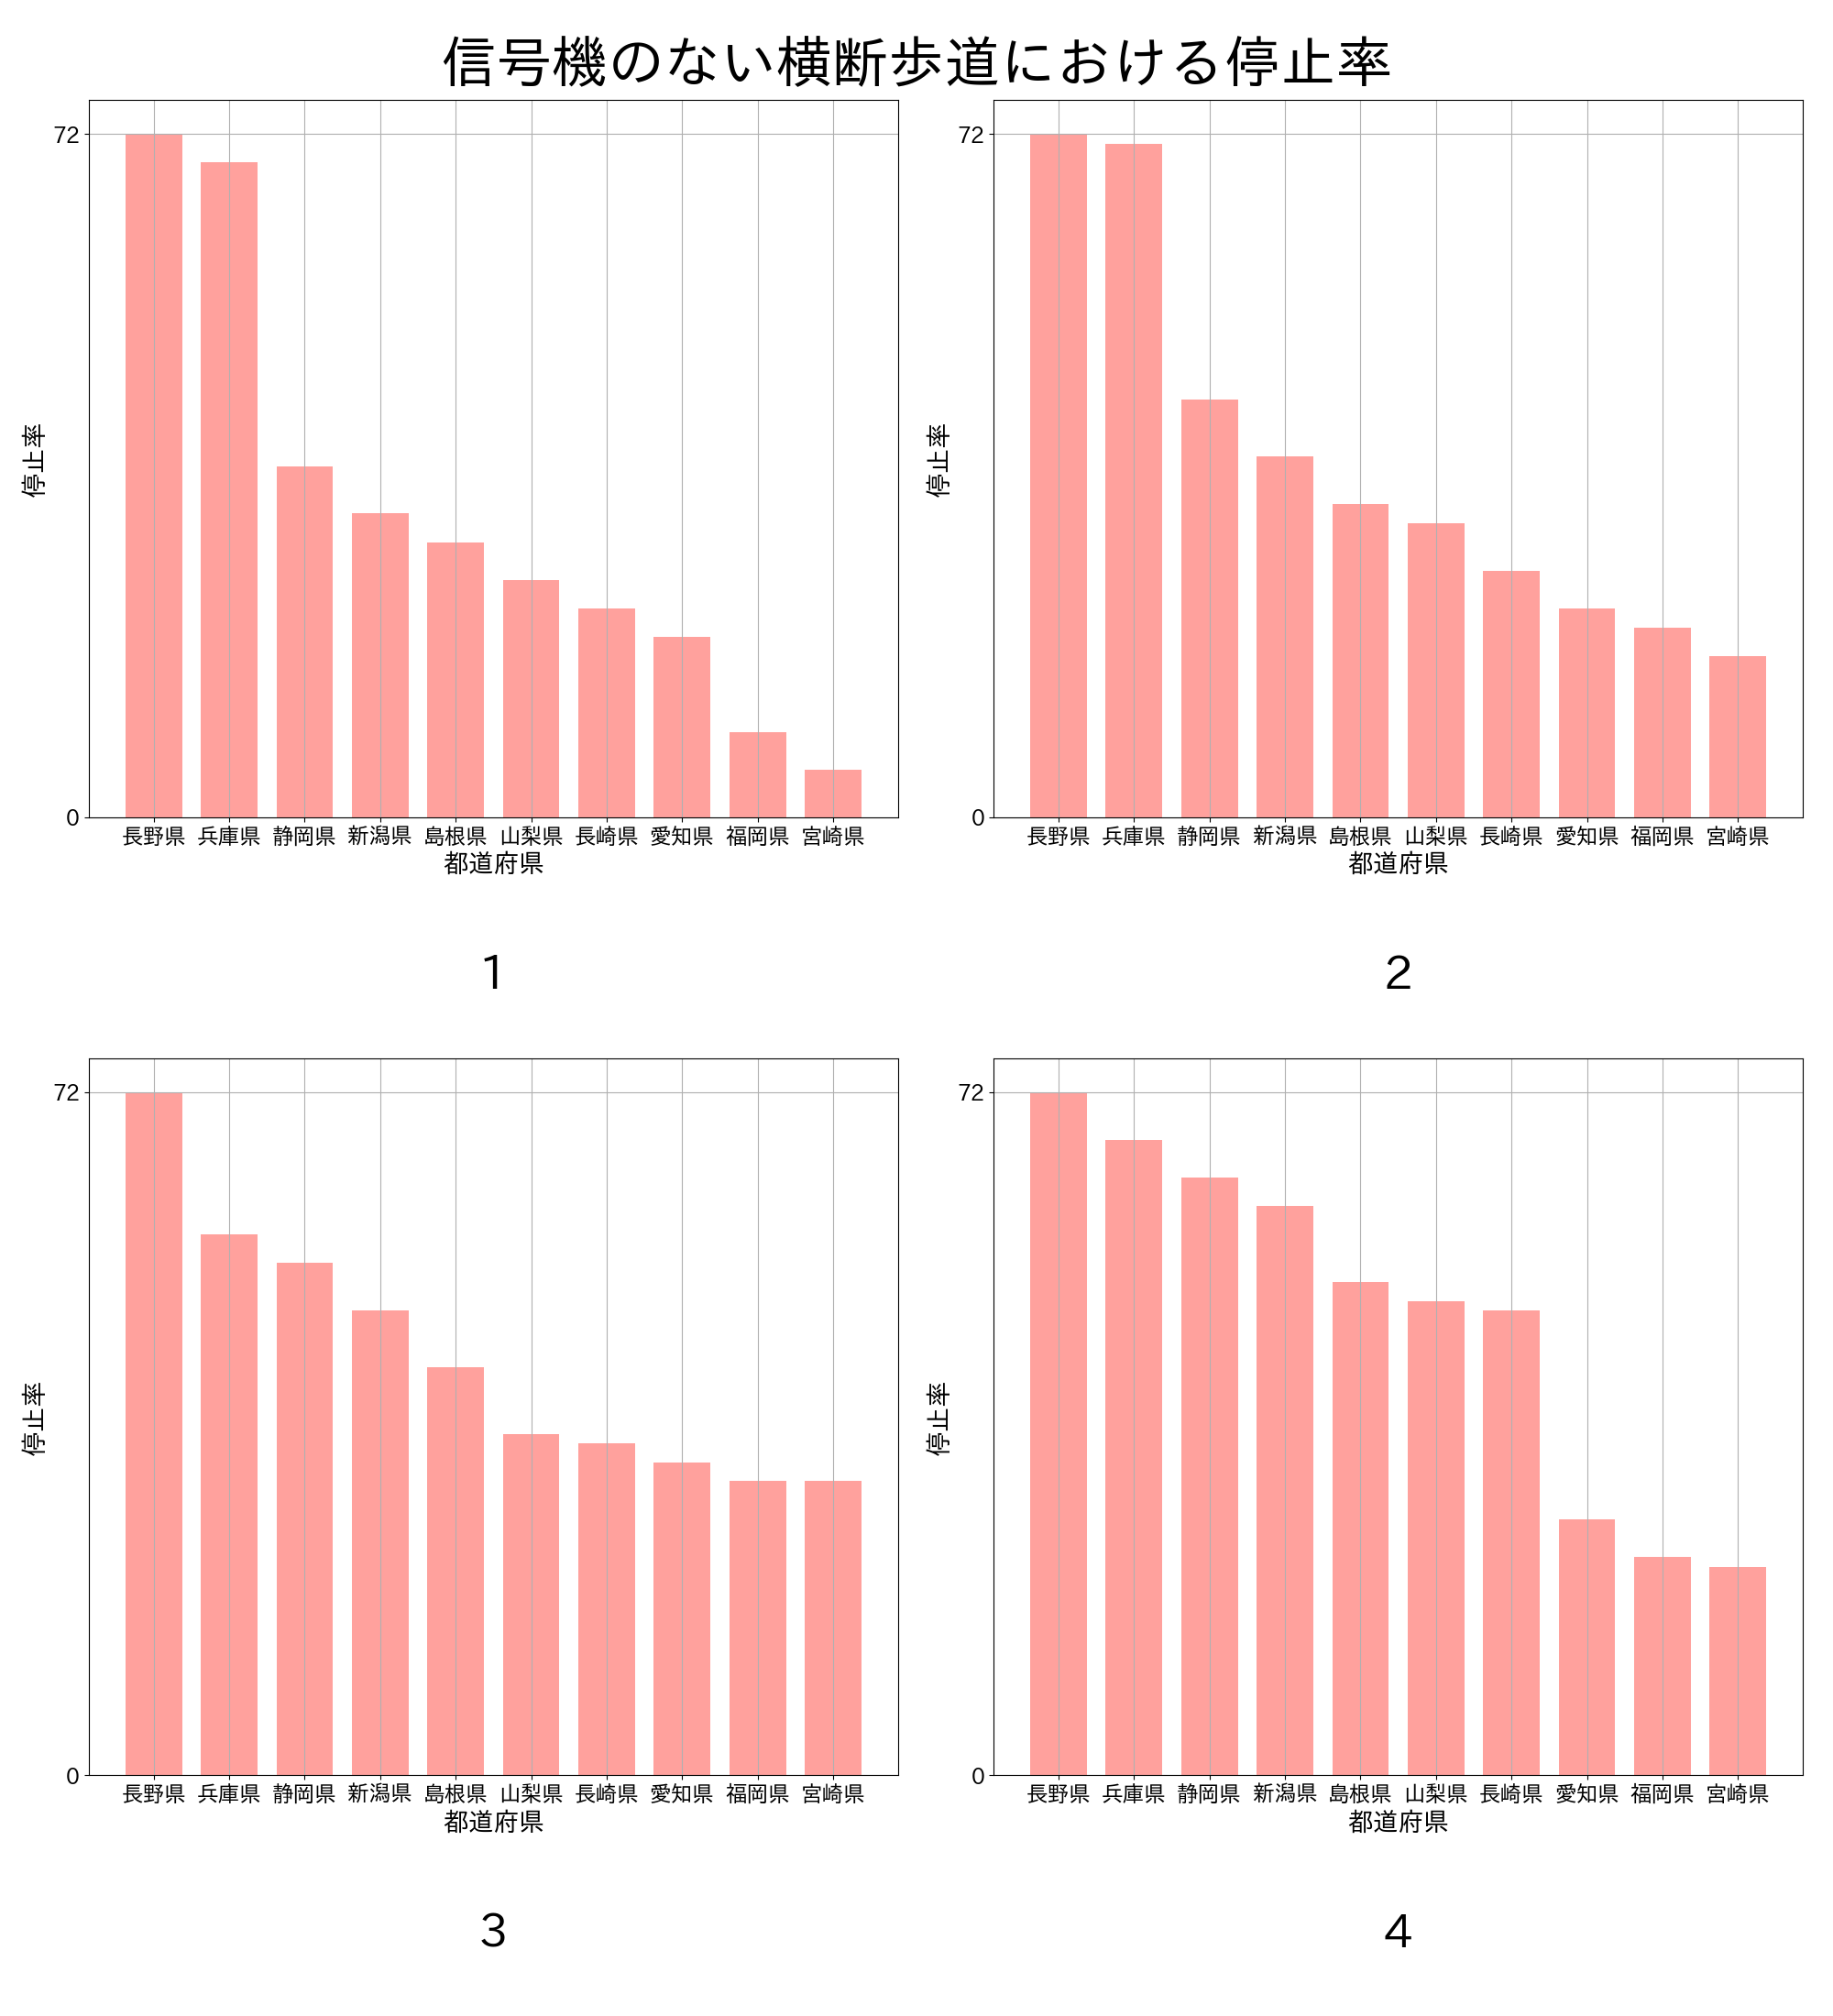 信号機のない横断歩道における停止率
72
0
停止率
長野県 兵庫県 静岡県 新潟県 島根県 山梨県 長崎県 愛知県 福岡県 宮崎県
都道府県
1
72
0
停止率
長野県 兵庫県 静岡県 新潟県 島根県 山梨県 長崎県 愛知県 福岡県 宮崎県
都道府県
2
72
0
停止率
長野県 兵庫県 静岡県 新潟県 島根県 山梨県 長崎県 愛知県 福岡県 宮崎県
都道府県
3
72
0
停止率
長野県 兵庫県 静岡県 新潟県 島根県 山梨県 長崎県 愛知県 福岡県 宮崎県
都道府県
4